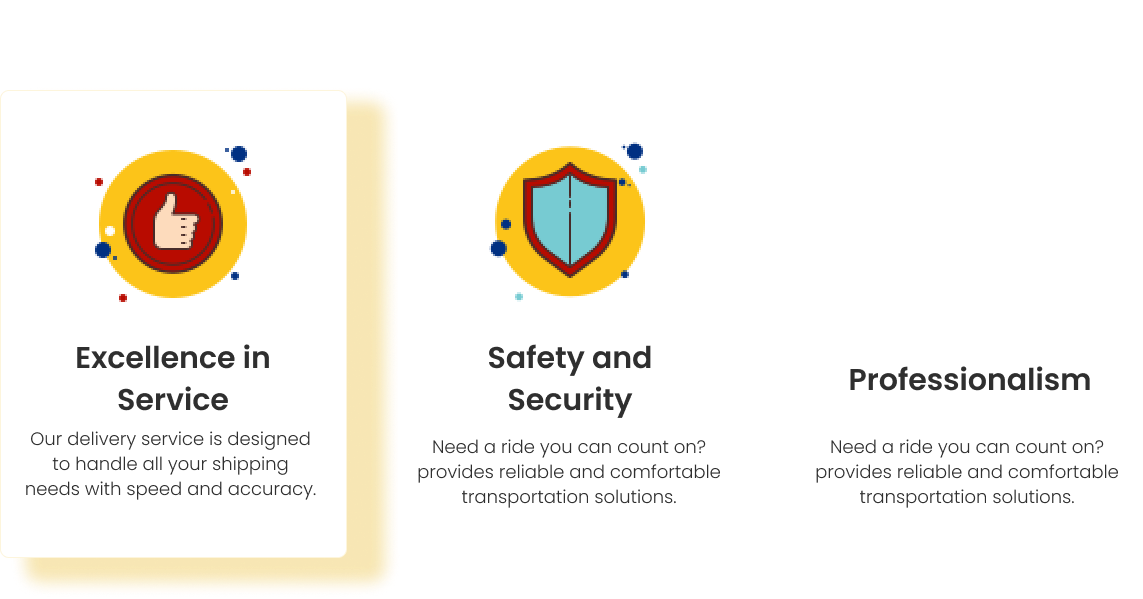 Excellence in
Service
Our delivery service is designed
to handle all your shipping
needs with speed and accuracy.
Safety and
Security
Need a ride you can count on?
provides reliable and comfortable
transportation solutions.
Professionalism
Need a ride you can count on?
provides reliable and comfortable
transportation solutions.